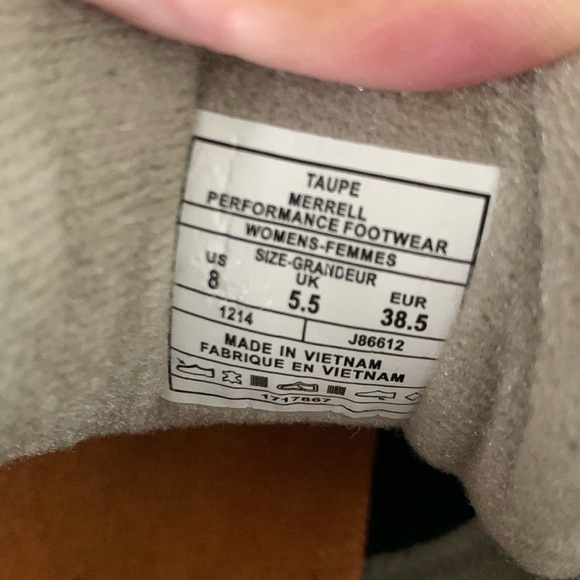 TAUPE
MERRELL
PERFORMANCE FOOTWEAR
WOMENS-FEMMES
SIZE-GRANDEUR
US UK EUR
8 5.5 38.5
1214 J86612
MADE IN VIETNAM
FABRIQUE EN VIETNAM
1717867